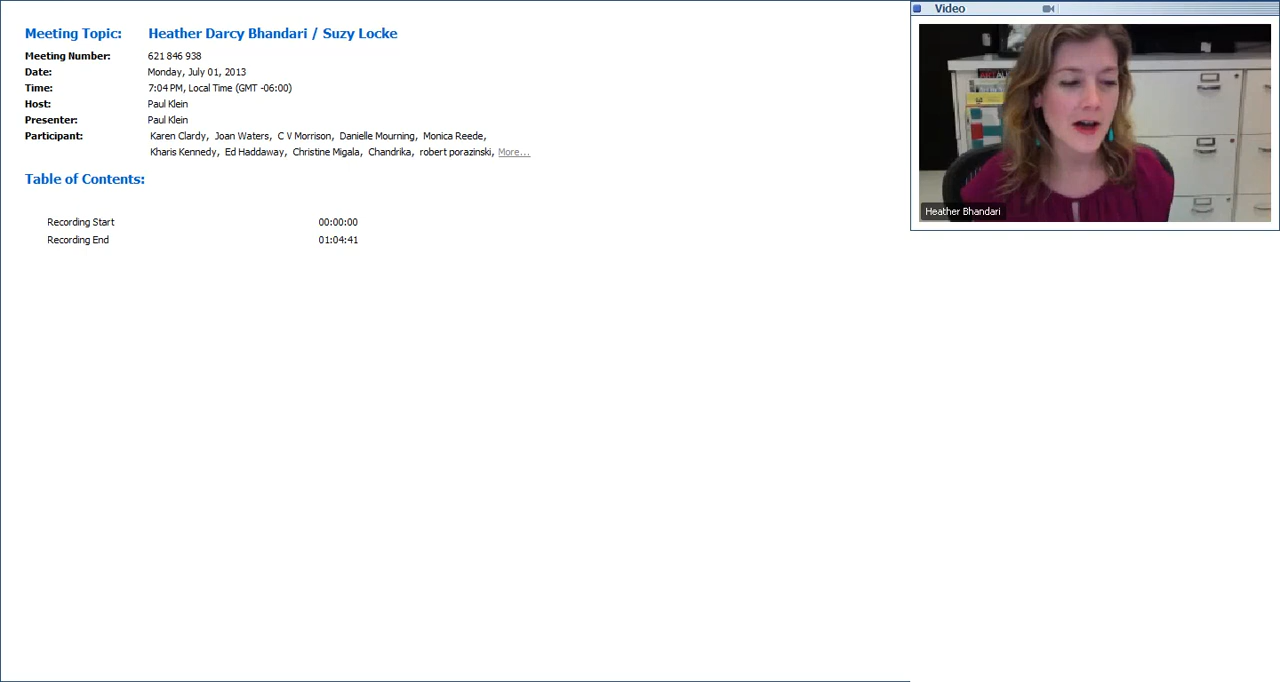 Meeting Topic: Heather Darcy Bhandari / Suzy Locke
Meeting Number: 621 846 938
Date: Monday, July 01, 2013
Time: 7:04 PM, Local Time (GMT -06:00)
Host: Paul Klein
Presenter: Paul Klein
Participant: Karen Clardy, Joan Waters, C V Morrison, Danielle Mourning, Monica Reede,
Kharis Kennedy, Ed Haddaway, Christine Migala, Chandrika, robert porazinski, More...
Table of Contents:
Recording Start 00:00:00
Recording End 01:04:41
Video
Heather Bhandari